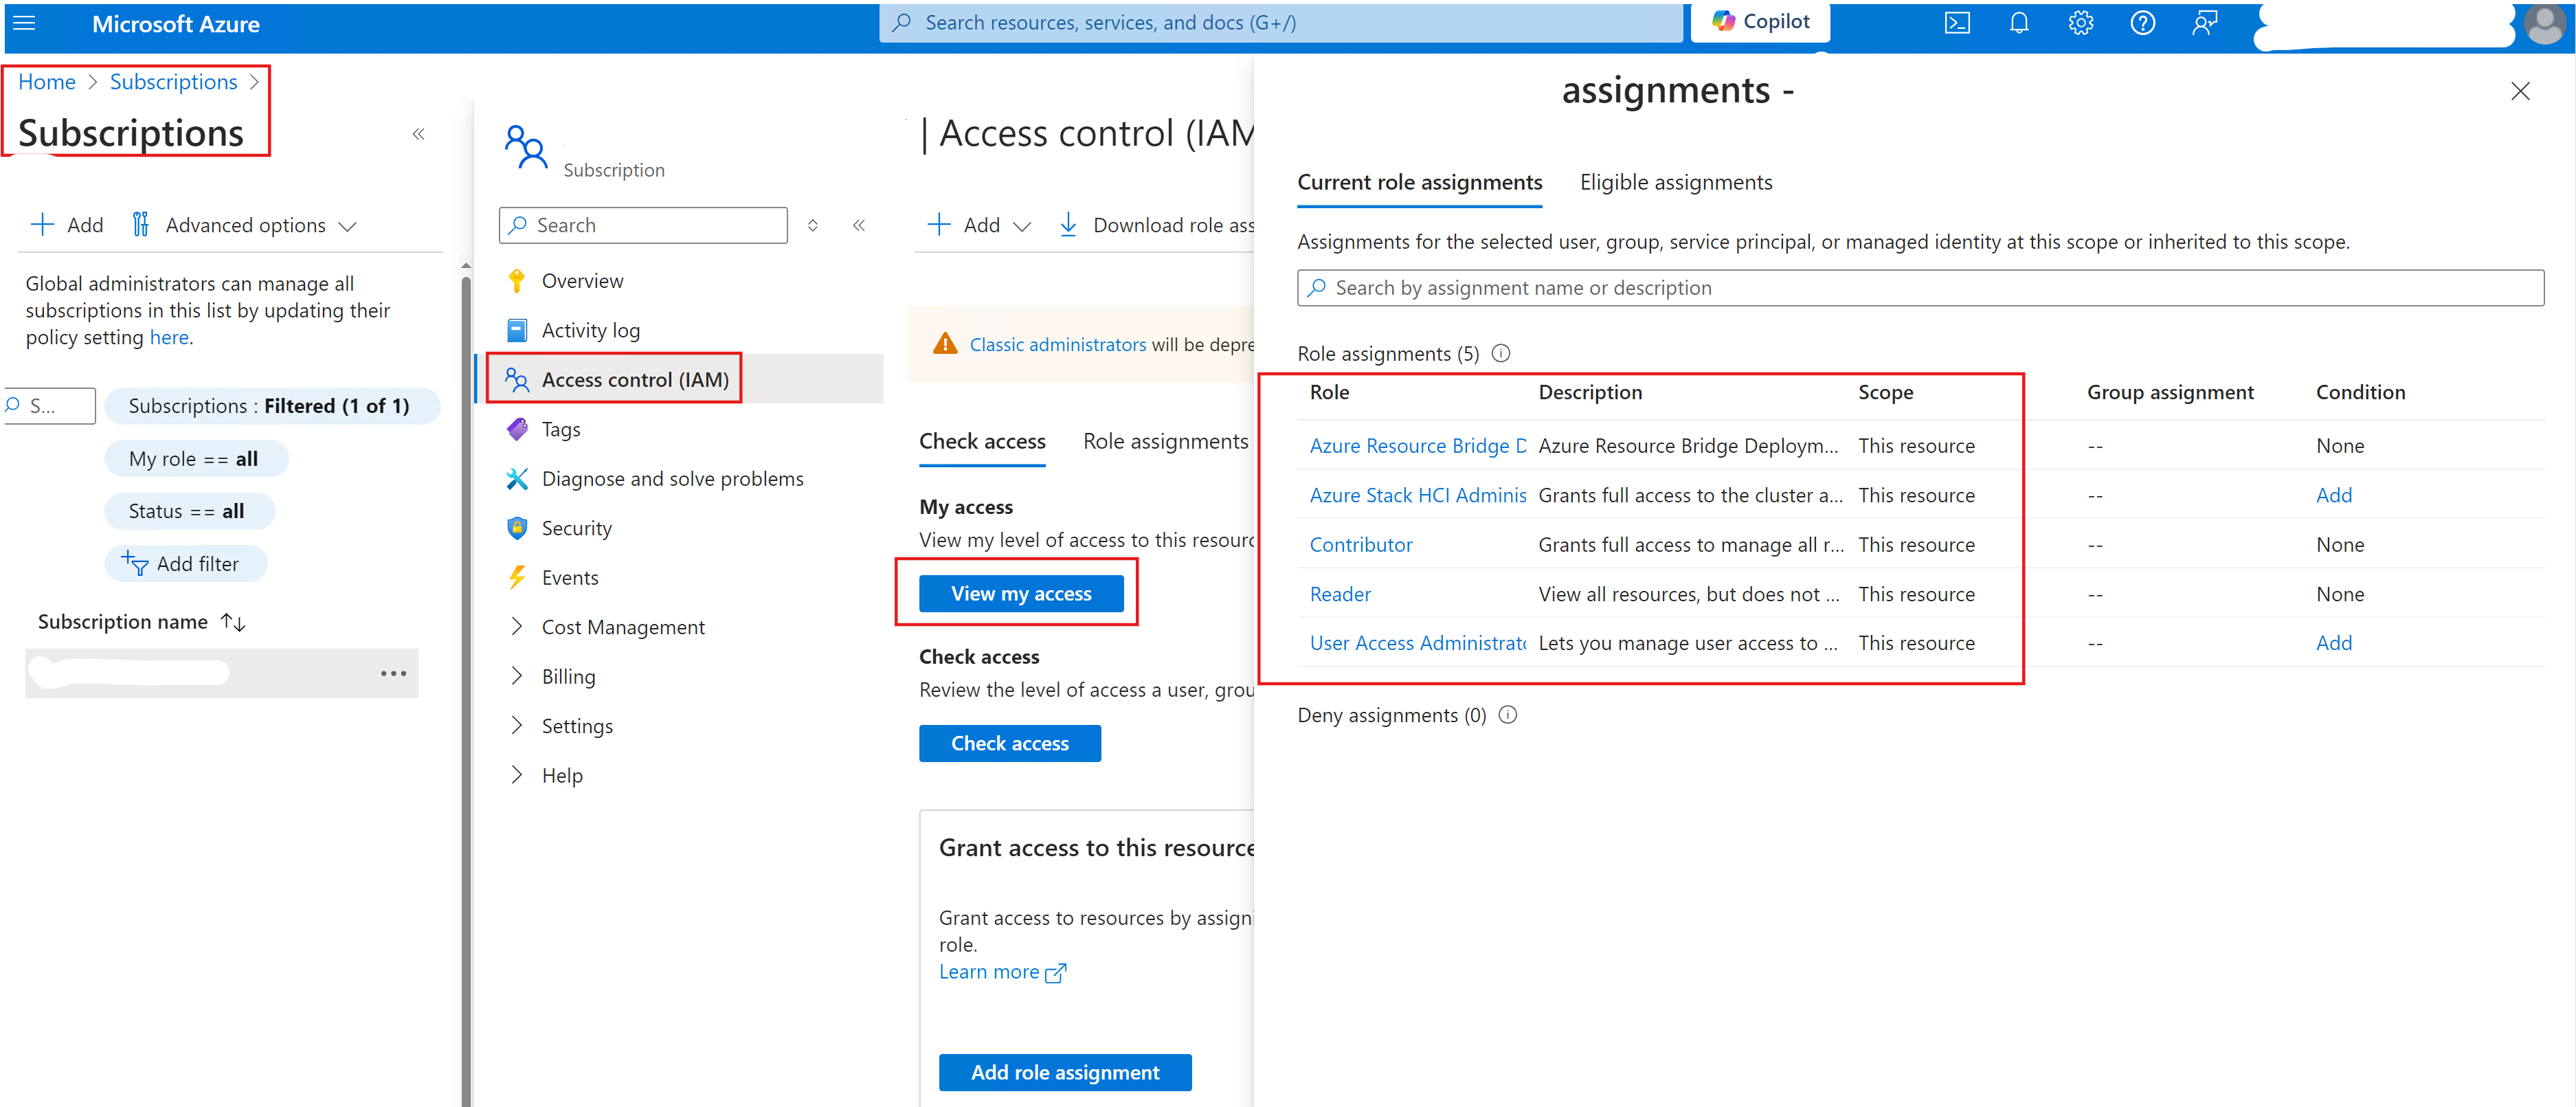 Microsoft Azure
Search resources, services, and docs (G+/)
Copilot
Home > Subscriptions >
Subscriptions
Add
Advanced options
Global administrators can manage all
subscriptions in this list by updating their
policy setting here.
S...
Subscriptions : Filtered (1 of 1)
My role == all
Status == all
Add filter
Subscription name
Subscription
Search
Overview
Activity log
Access control (IAM)
Tags
Diagnose and solve problems
Security
Events
Cost Management
Billing
Settings
Help
| Access control (IAM
Add
Download role ass
Classic administrators will be depre
Check access
Role assignments
My access
View my level of access to this resourc
View my access
Check access
Review the level of access a user, grou
Check access
Grant access to this resource
Grant access to resources by assigni
role.
Learn more
Add role assignment
assignments -
Current role assignments
Eligible assignments
Assignments for the selected user, group, service principal, or managed identity at this scope or inherited to this scope.
Search by assignment name or description
Role assignments (5)
Role Description Scope Group assignment Condition
Azure Resource Bridge D Azure Resource Bridge Deploym... This resource -- None
Azure Stack HCI Adminis Grants full access to the cluster a... This resource -- Add
Contributor Grants full access to manage all r... This resource -- None
Reader View all resources, but does not ... This resource -- None
User Access Administrato Lets you manage user access to ... This resource -- Add
Deny assignments (0)